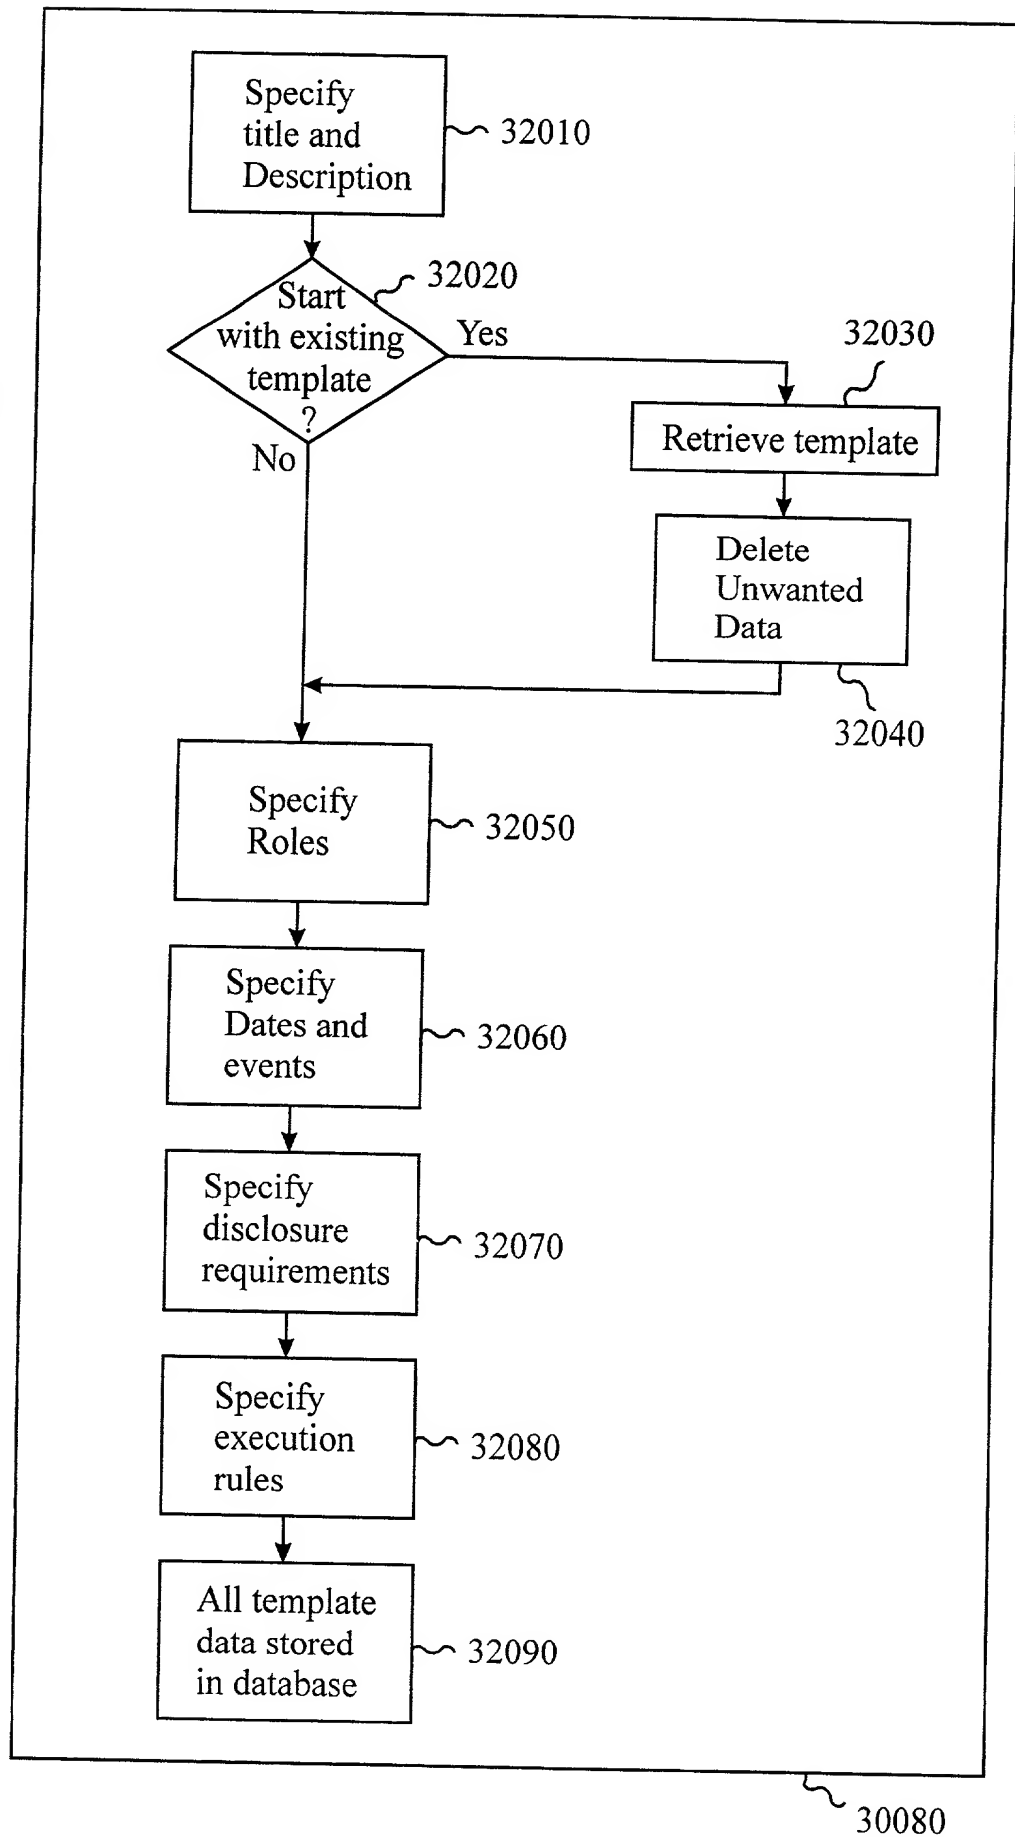 Specify
title and
Description
32010
32020
Start
with existing
template
?
Yes
No
32030
Retrieve template
Delete
Unwanted
Data
32040
Specify
Roles
32050
Specify
Dates and
events
32060
Specify
disclosure
requirements
32070
Specify
execution
rules
32080
All template
data stored
in database
32090
30080